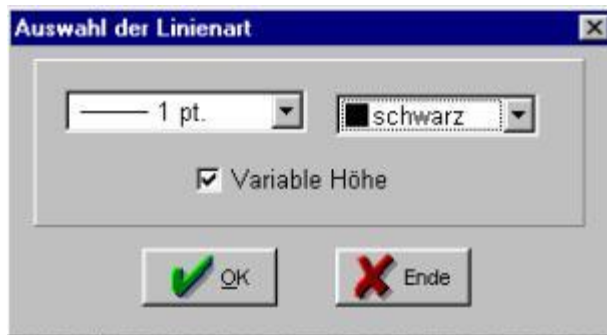 Auswahl der Linienart
1 pt.
schwarz
Variable Höhe
OK
Ende